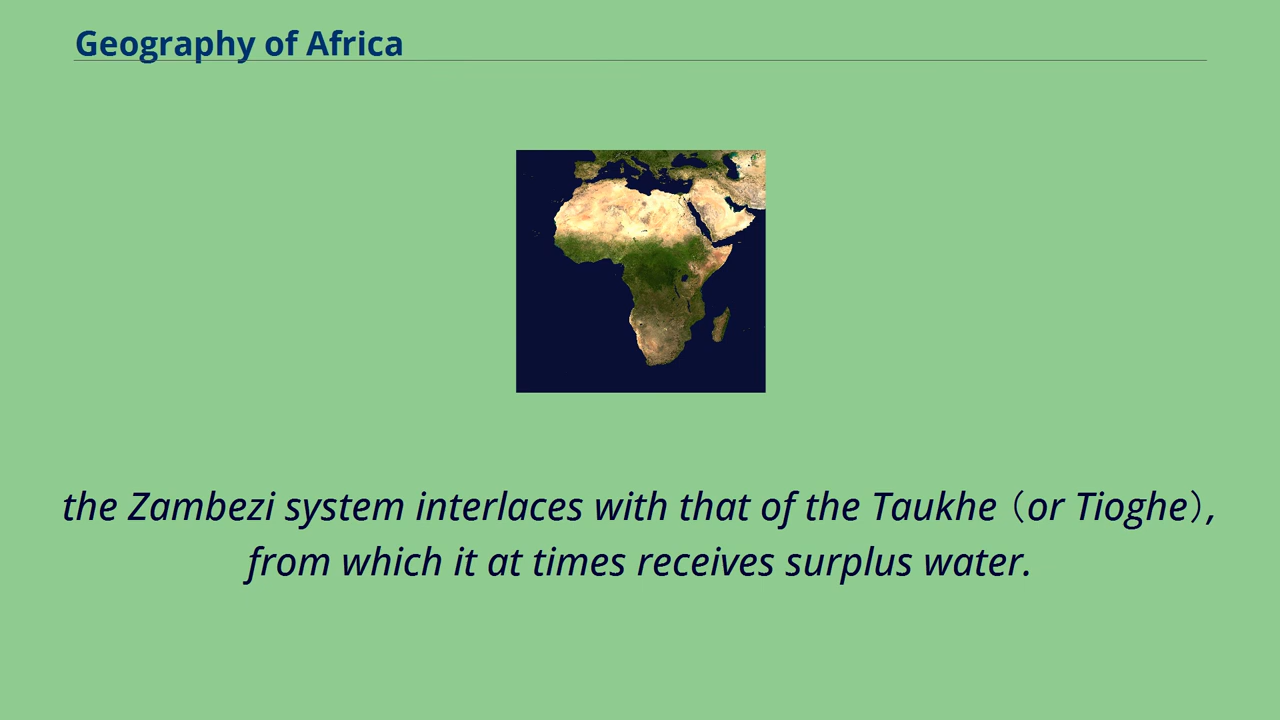 Geography of Africa
the Zambezi system interlaces with that of the Taukhe (or Tioghe),
from which it at times receives surplus water.